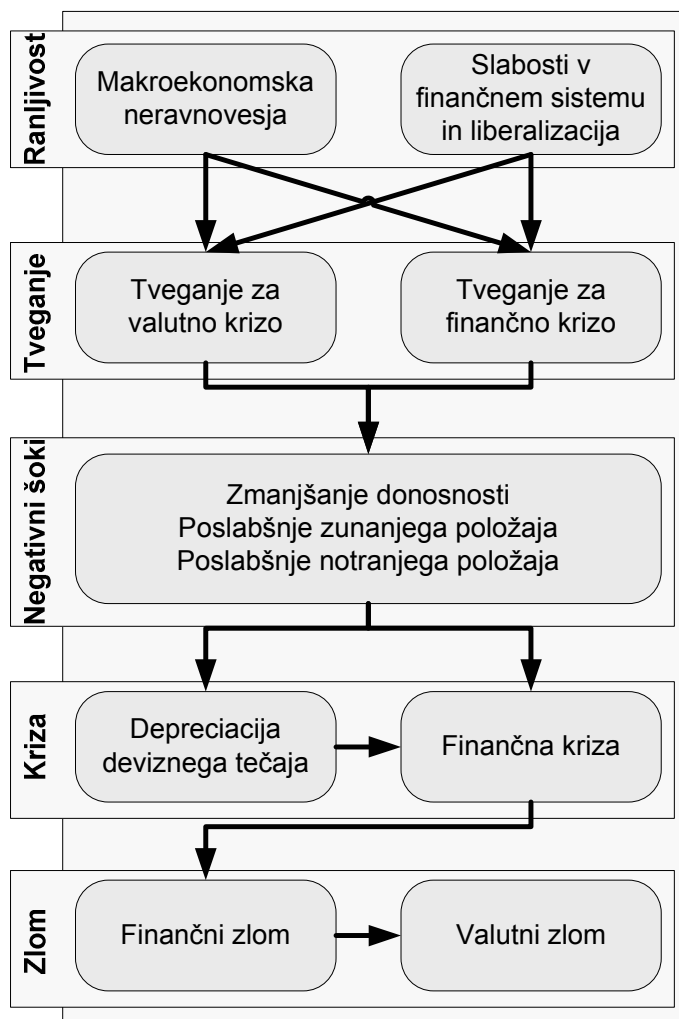 Ranljivost
Makroekonomska
neravnovesja
Slabosti v
finančnem sistemu
in liberalizacija
Tveganje
Tveganje za
valutno krizo
Tveganje za
finančno krizo
Negativni šoki
Zmanjšanje donosnosti
Poslabšnje zunanjega položaja
Poslabšnje notranjega položaja
Kriza
Depreciacija
deviznega tečaja
Finančna kriza
Zlom
Finančni zlom
Valutni zlom